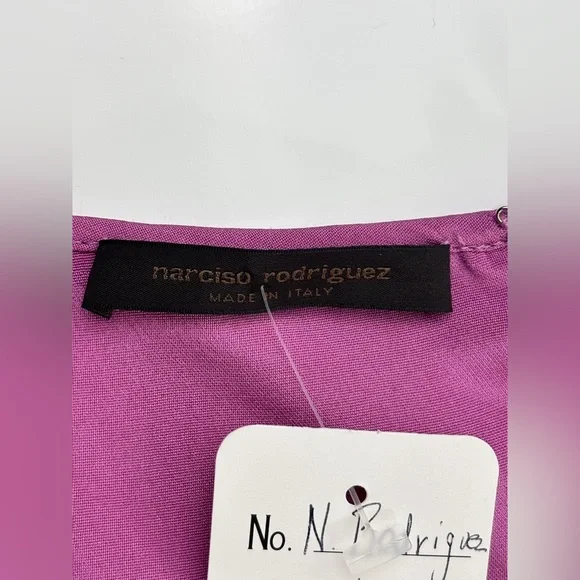 narciso rodriguez
MADE IN ITALY
No. N. Rodriguez